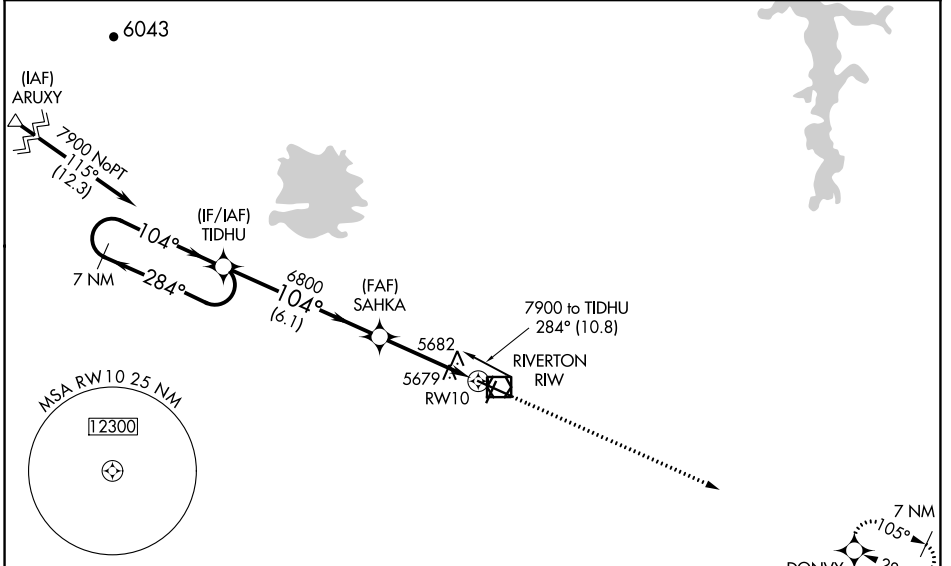 6043
(IAF)
ARUXY
7900 NoPT
115°
(12.3)
(IF/IAF)
TIDHU
104°
7 NM
284°
6800
104°
(6.1)
(FAF)
SAHKA
7900 to TIDHU
284° (10.8)
5682
5679
RW10
RIVERTON
RIW
MSA RW10 25 NM
12300
7 NM
105°